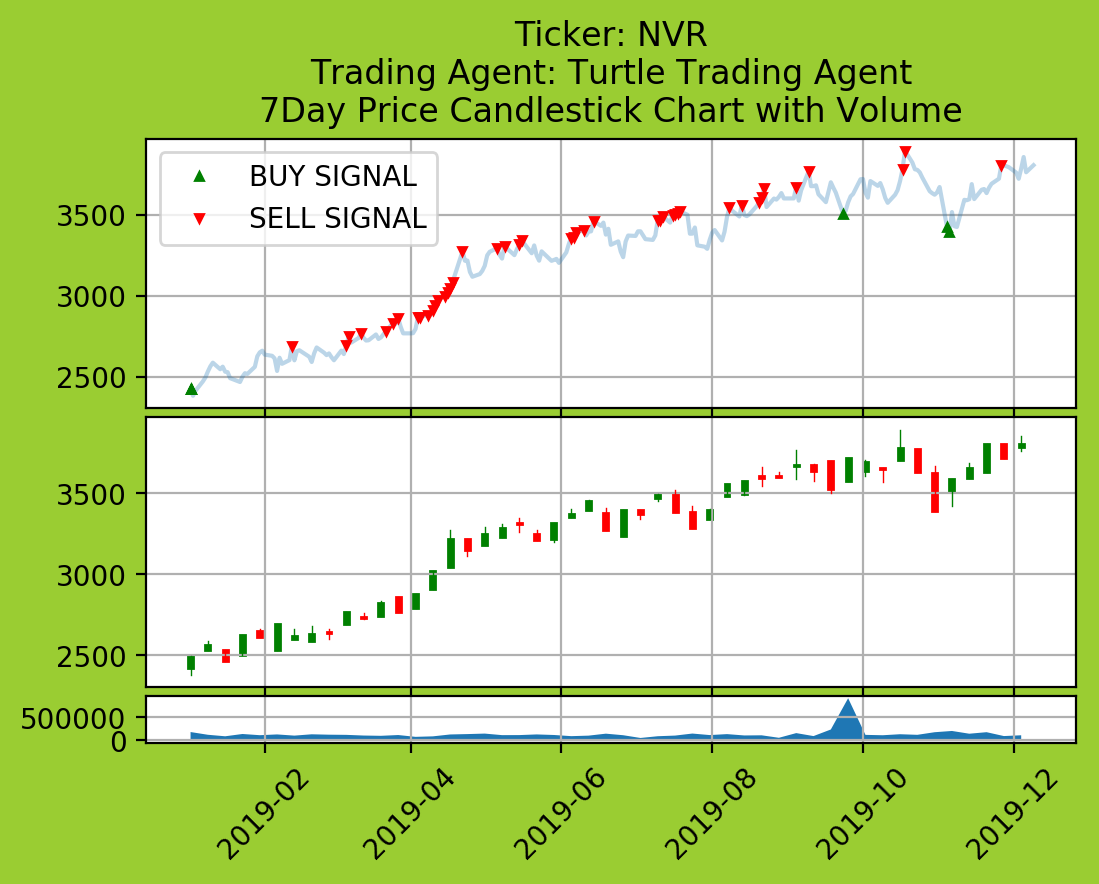 Ticker: NVR
Trading Agent: Turtle Trading Agent
7Day Price Candlestick Chart with Volume
BUY SIGNAL
SELL SIGNAL
3500
3000
2500
3500
3000
2500
500000
0
2019-02
2019-04
2019-06
2019-08
2019-10
2019-12